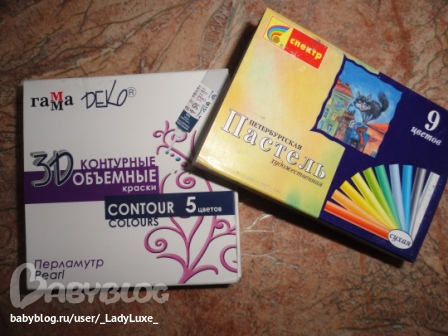 гамма DEKO®
3D КОНТУРНЫЕ
ОБЪЕМНЫЕ
краски
CONTOUR 5 цветов
COLOURS
Перламутр
Pearl
спектр
ПЕТЕРБУРГСКАЯ
Пастель
художественная
9
цветов
сухая
BABYBLOG
babyblog.ru/user/_LadyLuxe_